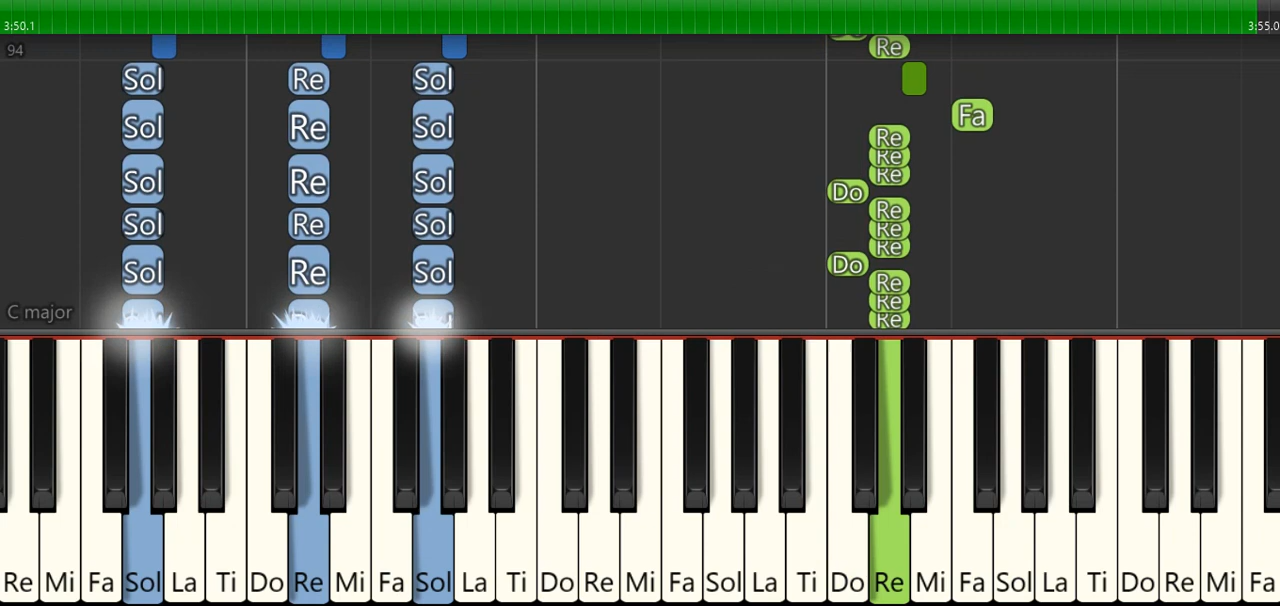 3:50.1 3:55.0
94 Re
Sol Re Sol
Fa
Sol Re Sol
Re
Re
Re
Sol Re Sol
Do
Re
Sol Re Sol
Re
Re
Do
Sol Re Sol
Re
Re
C major
Re
Re Mi Fa Sol La Ti Do Re Mi Fa Sol La Ti Do Re Mi Fa Sol La Ti Do Re Mi Fa Sol La Ti Do Re Mi Fa